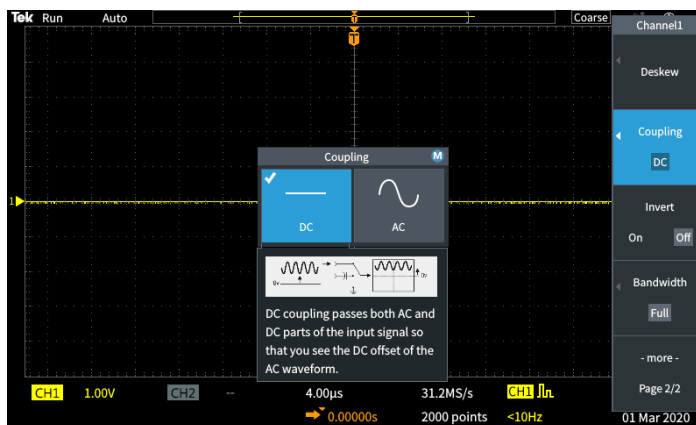 Tek Run Auto
T
Coarse
T
Channel1
Deskew
Coupling
DC
Invert
On Off
Bandwidth
Full
- more -
Page 2/2
1
Coupling M
DC AC
0v 0v
DC coupling passes both AC and
DC parts of the input signal so
that you see the DC offset of the
AC waveform.
CH1 1.00V CH2 -- 4.00µs 31.2MS/s CH1
0.00000s 2000 points <10Hz 01 Mar 2020